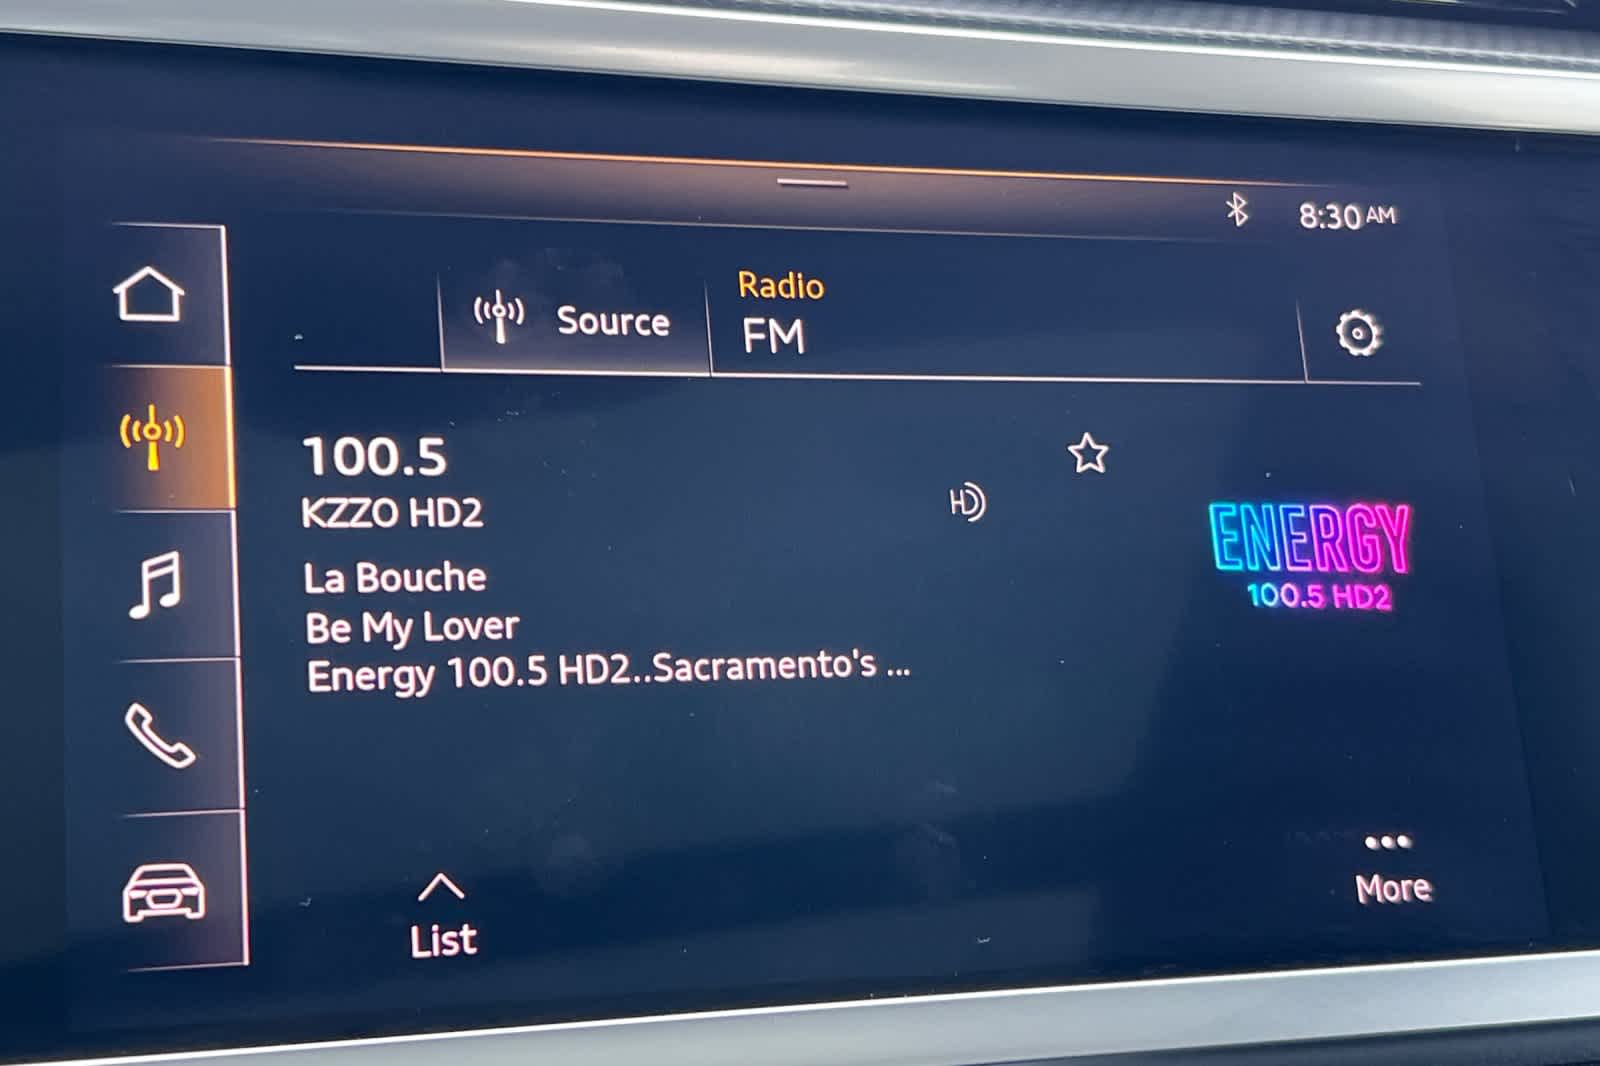 8:30 AM
Source
Radio
FM
100.5
KZZO HD2
HD
La Bouche
Be My Lover
Energy 100.5 HD2..Sacramento's ...
ENERGY
100.5 HD2
List
More